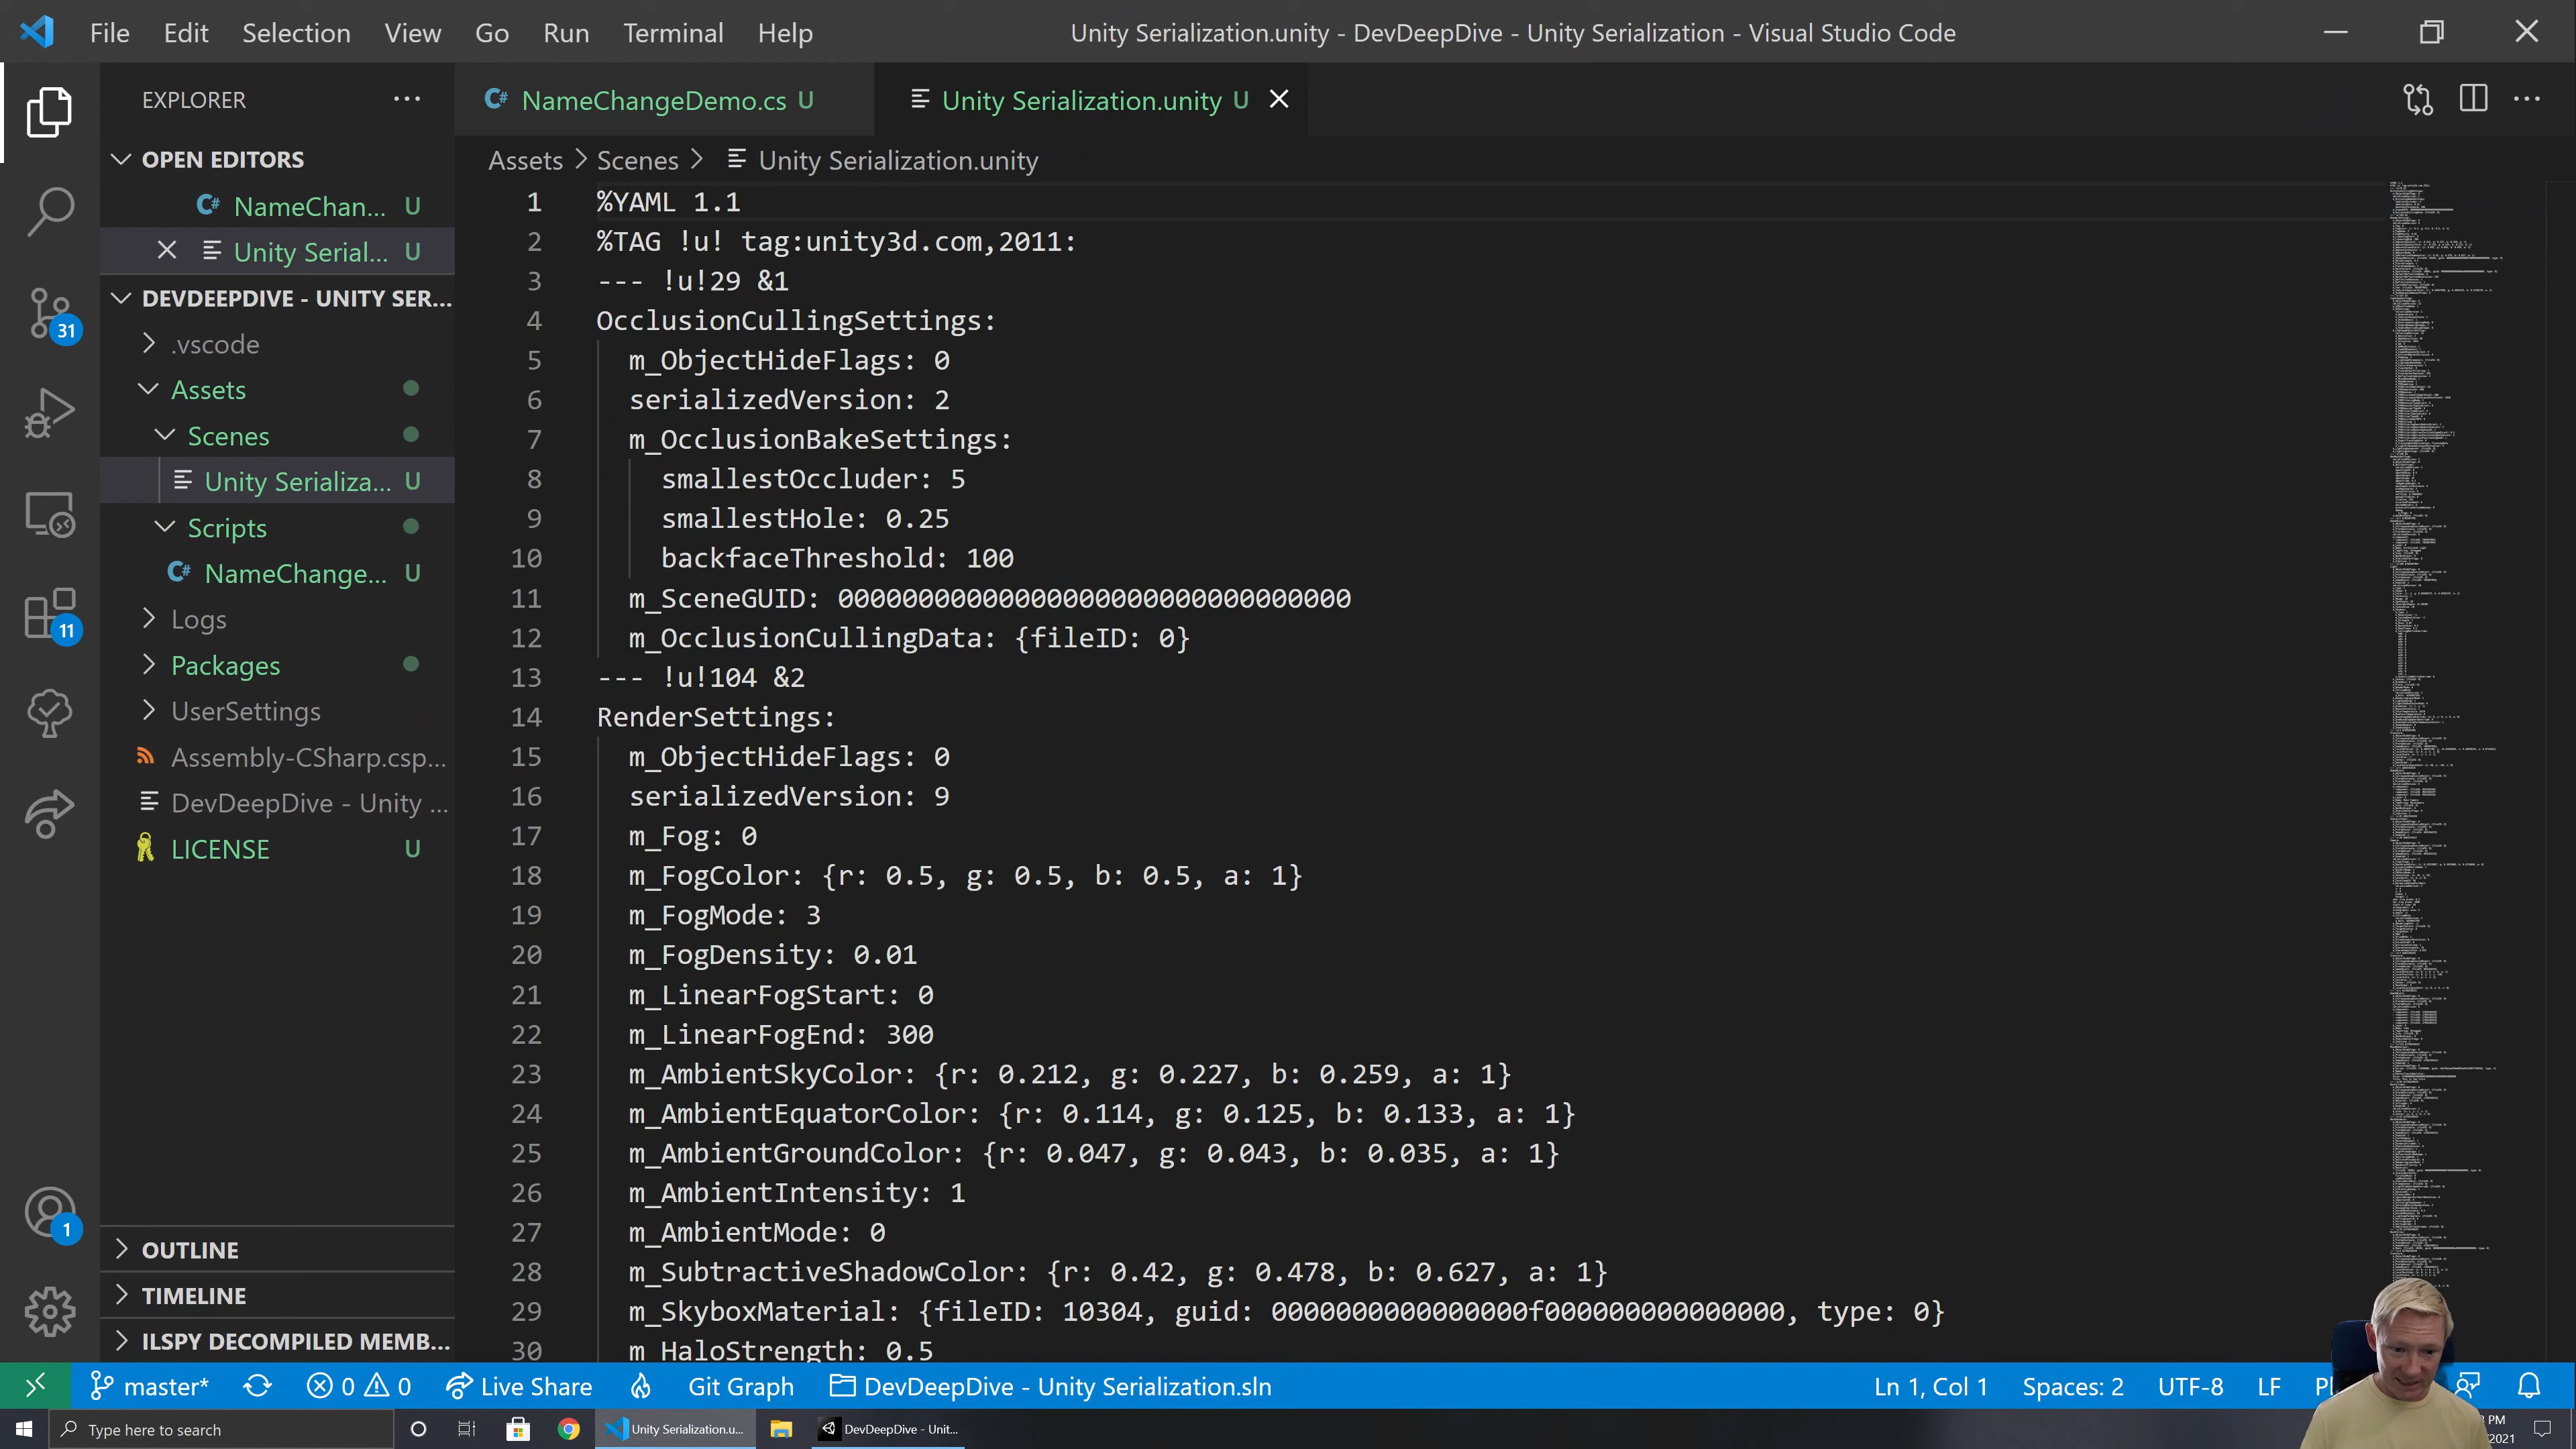 File Edit Selection View Go Run Terminal Help
Unity Serialization.unity - DevDeepDive - Unity Serialization - Visual Studio Code
EXPLORER
OPEN EDITORS
NameChan... U
Unity Serial... U
DEVDEEPDIVE - UNITY SER...
.vscode
Assets
Scenes
Unity Serializa... U
Scripts
NameChange... U
Logs
Packages
UserSettings
Assembly-CSharp.csp...
DevDeepDive - Unity ...
LICENSE U
OUTLINE
TIMELINE
ILSPY DECOMPILED MEMB...
31
11
1
NameChangeDemo.cs U
Unity Serialization.unity U
Assets > Scenes > Unity Serialization.unity
1 %YAML 1.1
2 %TAG !u! tag:unity3d.com,2011:
3 --- !u!29 &1
4 OcclusionCullingSettings:
5 m_ObjectHideFlags: 0
6 serializedVersion: 2
7 m_OcclusionBakeSettings:
8 smallestOccluder: 5
9 smallestHole: 0.25
10 backfaceThreshold: 100
11 m_SceneGUID: 00000000000000000000000000000000
12 m_OcclusionCullingData: {fileID: 0}
13 --- !u!104 &2
14 RenderSettings:
15 m_ObjectHideFlags: 0
16 serializedVersion: 9
17 m_Fog: 0
18 m_FogColor: {r: 0.5, g: 0.5, b: 0.5, a: 1}
19 m_FogMode: 3
20 m_FogDensity: 0.01
21 m_LinearFogStart: 0
22 m_LinearFogEnd: 300
23 m_AmbientSkyColor: {r: 0.212, g: 0.227, b: 0.259, a: 1}
24 m_AmbientEquatorColor: {r: 0.114, g: 0.125, b: 0.133, a: 1}
25 m_AmbientGroundColor: {r: 0.047, g: 0.043, b: 0.035, a: 1}
26 m_AmbientIntensity: 1
27 m_AmbientMode: 0
28 m_SubtractiveShadowColor: {r: 0.42, g: 0.478, b: 0.627, a: 1}
29 m_SkyboxMaterial: {fileID: 10304, guid: 0000000000000000f000000000000000, type: 0}
30 m_HaloStrength: 0.5
master* 0 0 Live Share Git Graph DevDeepDive - Unity Serialization.sln
Ln 1, Col 1 Spaces: 2 UTF-8 LF
Type here to search
Unity Serialization.u...
DevDeepDive - Unit...
PM
2021